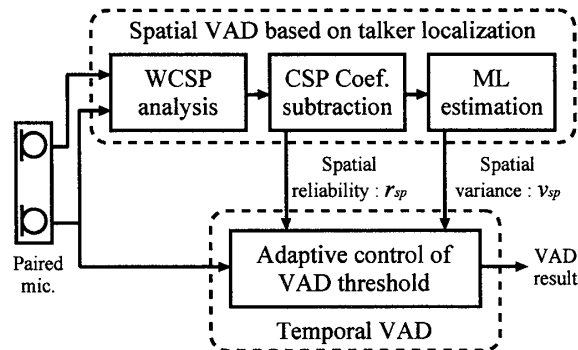 Spatial VAD based on talker localization
WCSP
analysis
CSP Coef.
subtraction
ML
estimation
Spatial
reliability : rsp
Spatial
variance : vsp
Paired
mic.
Adaptive control of
VAD threshold
VAD
result
Temporal VAD